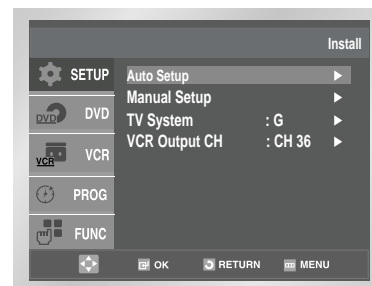 Install
SETUP
DVD DVD
VCR VCR
PROG
FUNC
Auto Setup
Manual Setup
TV System : G
VCR Output CH : CH 36
OK RETURN MENU